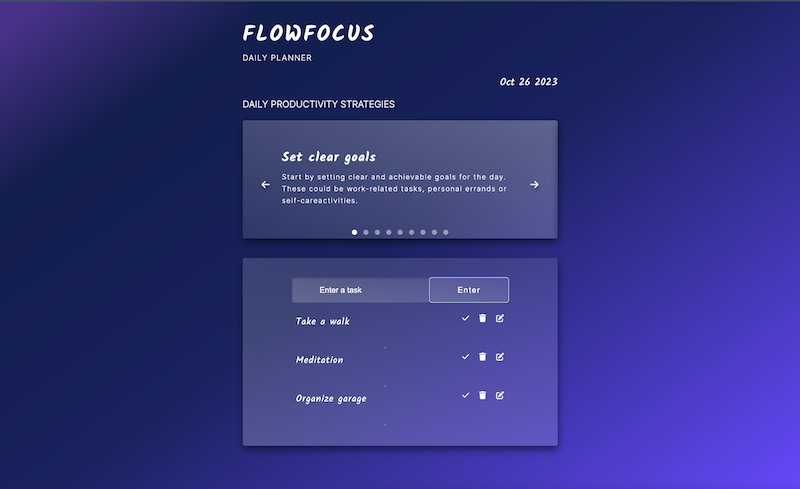 FLOWFOCUS
DAILY PLANNER
Oct 26 2023
DAILY PRODUCTIVITY STRATEGIES
Set clear goals
Start by setting clear and achievable goals for the day.
These could be work-related tasks, personal errands or
self-careactivities.
Enter a task
Enter
Take a walk
Meditation
Organize garage